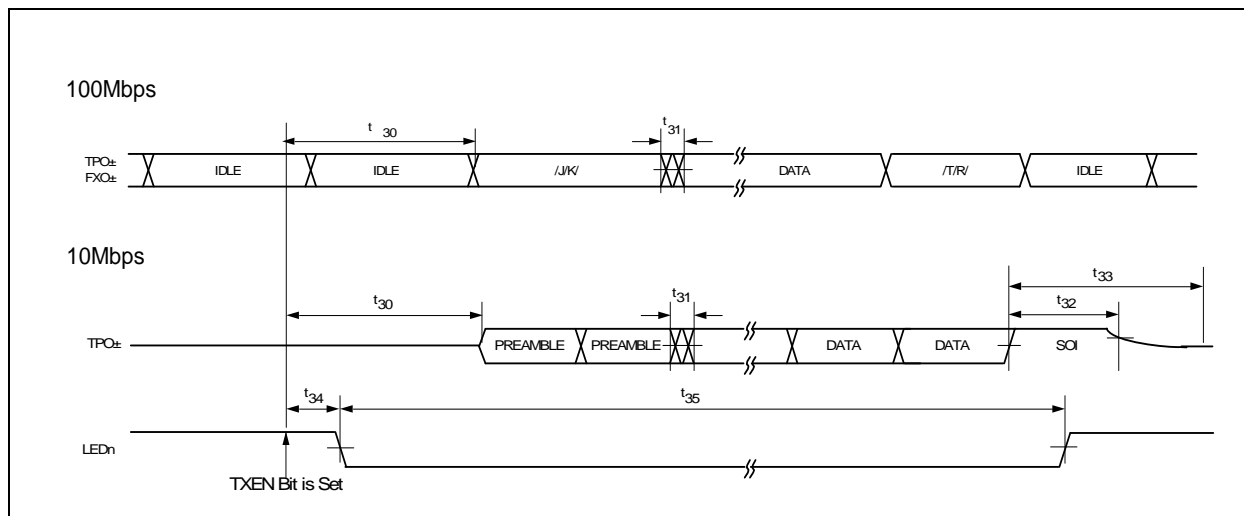 100Mbps
t30 t31
TPO±
FXO±
IDLE IDLE /J/K/ DATA /T/R/ IDLE
10Mbps
t33
t30 t31 t32
TPO± PREAMBLE PREAMBLE DATA DATA SOI
t34 t35
LEDn
TXEN Bit is Set